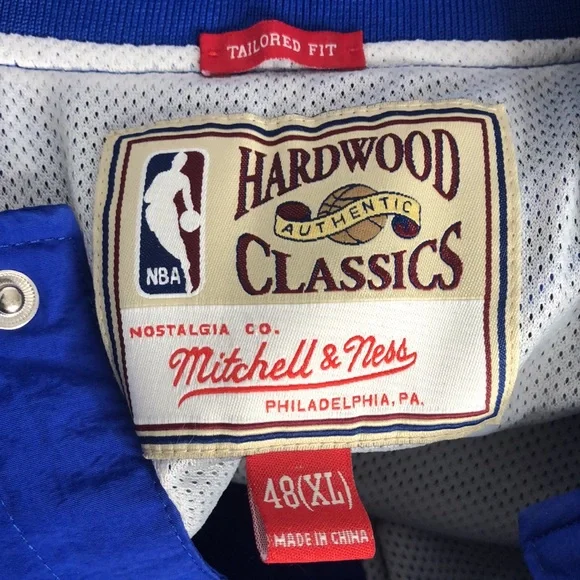 TAILORED FIT
HARDWOOD
AUTHENTIC
CLASSICS
NBA
NOSTALGIA CO.
Mitchell & Ness
PHILADELPHIA, PA.
48(XL)
MADE IN CHINA